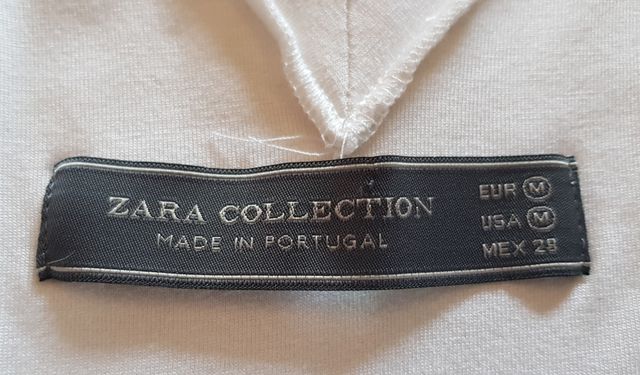 ZARA COLLECTION
MADE IN PORTUGAL
EUR M
USA M
MEX 28